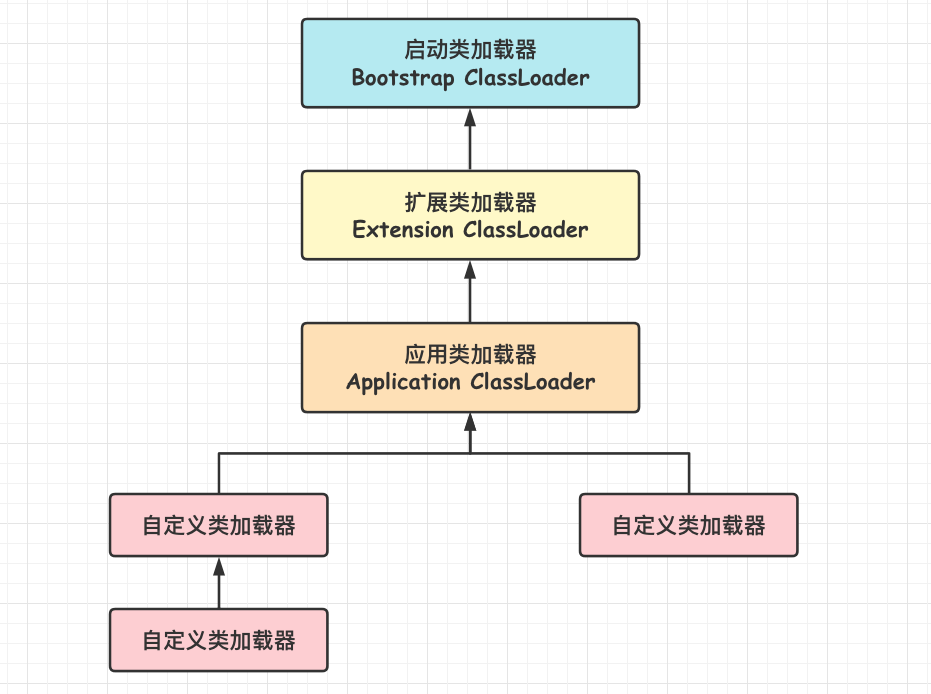 启动类加载器
Bootstrap ClassLoader
扩展类加载器
Extension ClassLoader
应用类加载器
Application ClassLoader
自定义类加载器
自定义类加载器
自定义类加载器